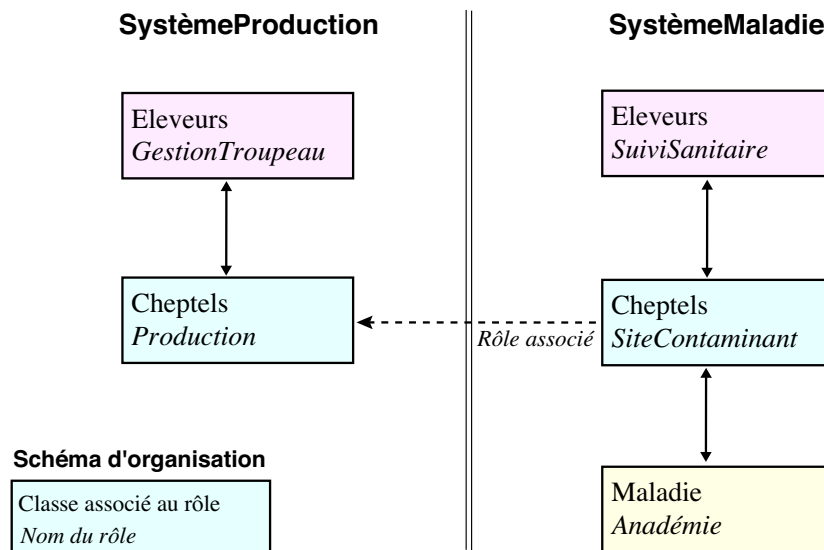 SystèmeProduction
SystèmeMaladie
Eleveurs
GestionTroupeau
Eleveurs
SuiviSanitaire
Cheptels
Production
Rôle associé
Cheptels
SiteContaminant
Schéma d'organisation
Classe associé au rôle
Nom du rôle
Maladie
Anadémie